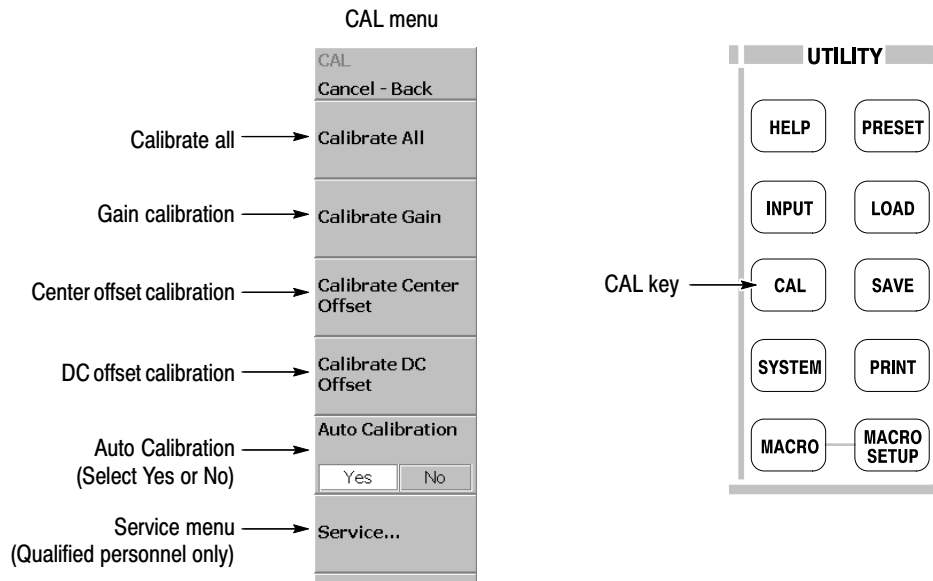 CAL menu
CAL
Cancel - Back
Calibrate all
Calibrate All
Gain calibration
Calibrate Gain
Center offset calibration
Calibrate Center
Offset
DC offset calibration
Calibrate DC
Offset
Auto Calibration
(Select Yes or No)
Auto Calibration
Yes No
Service menu
(Qualified personnel only)
Service...
UTILITY
HELP PRESET
INPUT LOAD
CAL key
CAL SAVE
SYSTEM PRINT
MACRO MACRO
SETUP